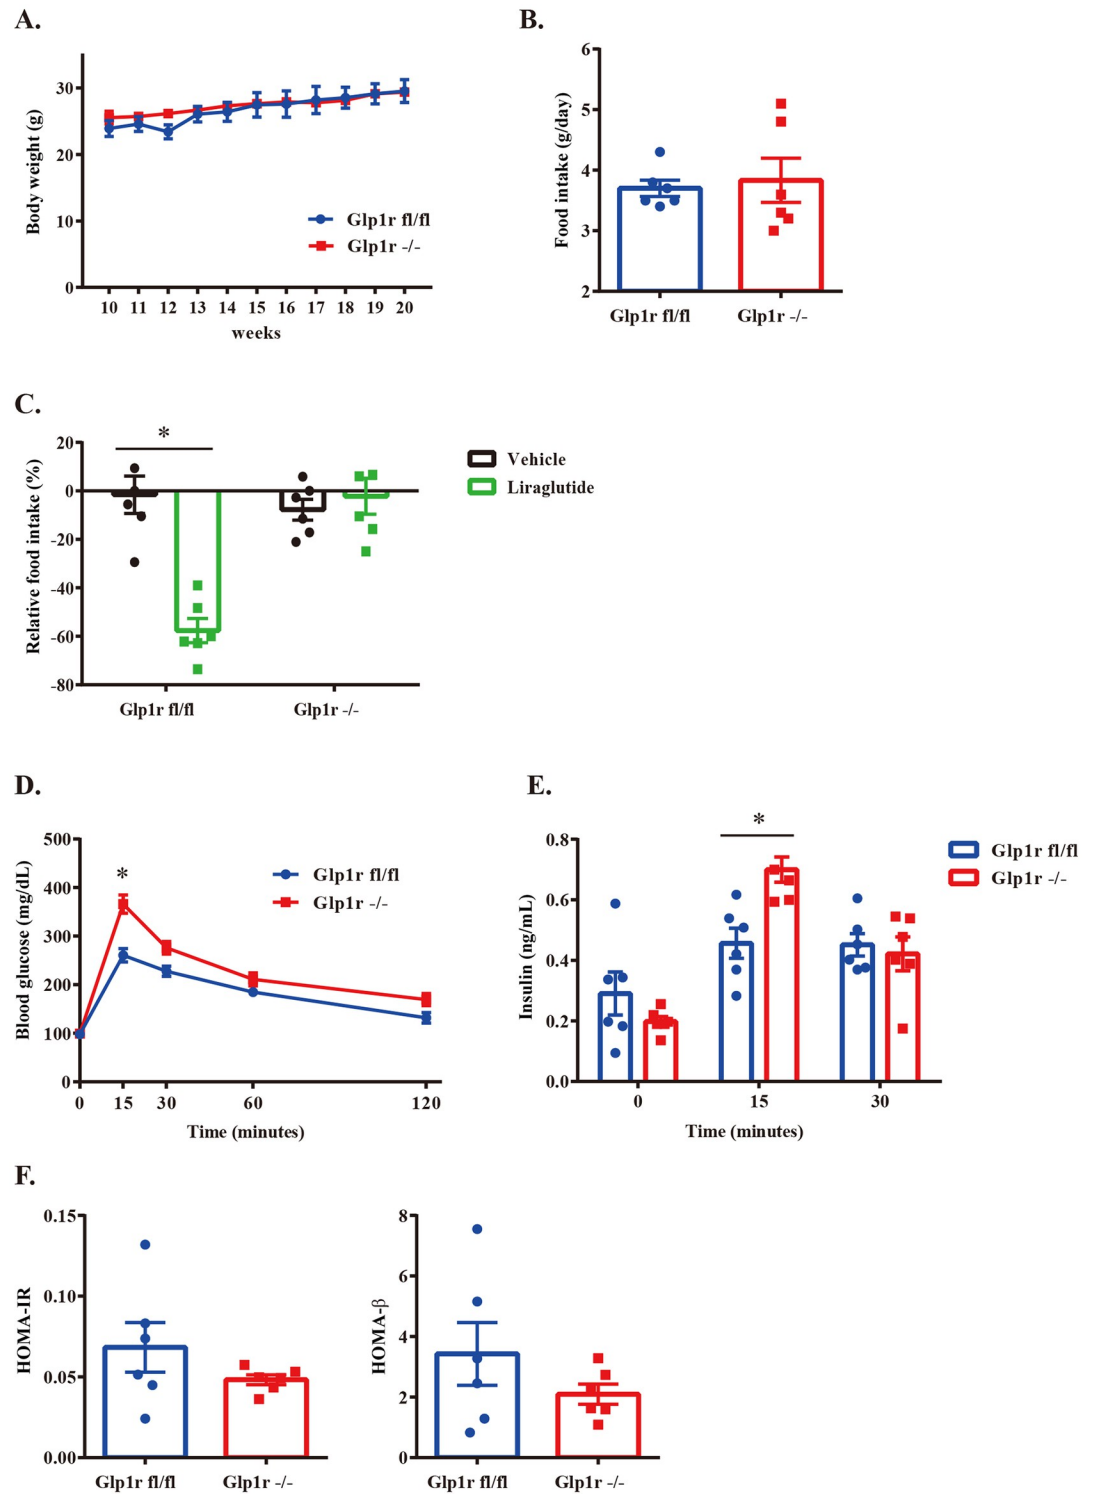 A.
Body weight (g)
30
20
10
0
10 11 12 13 14 15 16 17 18 19 20
weeks
Glp1r fl/fl
Glp1r -/-
B.
Food intake (g/day)
6
5
4
3
2
Glp1r fl/fl Glp1r -/-
C.
Relative food intake (%)
20
0
-20
-40
-60
-80
*
Glp1r fl/fl Glp1r -/-
Vehicle
Liraglutide
D.
Blood glucose (mg/dL)
500
400
300
200
100
0
*
Glp1r fl/fl
Glp1r -/-
0 15 30 60 120
Time (minutes)
E.
Insulin (ng/mL)
0.8
0.6
0.4
0.2
0.0
*
0 15 30
Time (minutes)
Glp1r fl/fl
Glp1r -/-
F.
HOMA-IR
0.15
0.10
0.05
0.00
Glp1r fl/fl Glp1r -/-
HOMA-β
8
6
4
2
0
Glp1r fl/fl Glp1r -/-